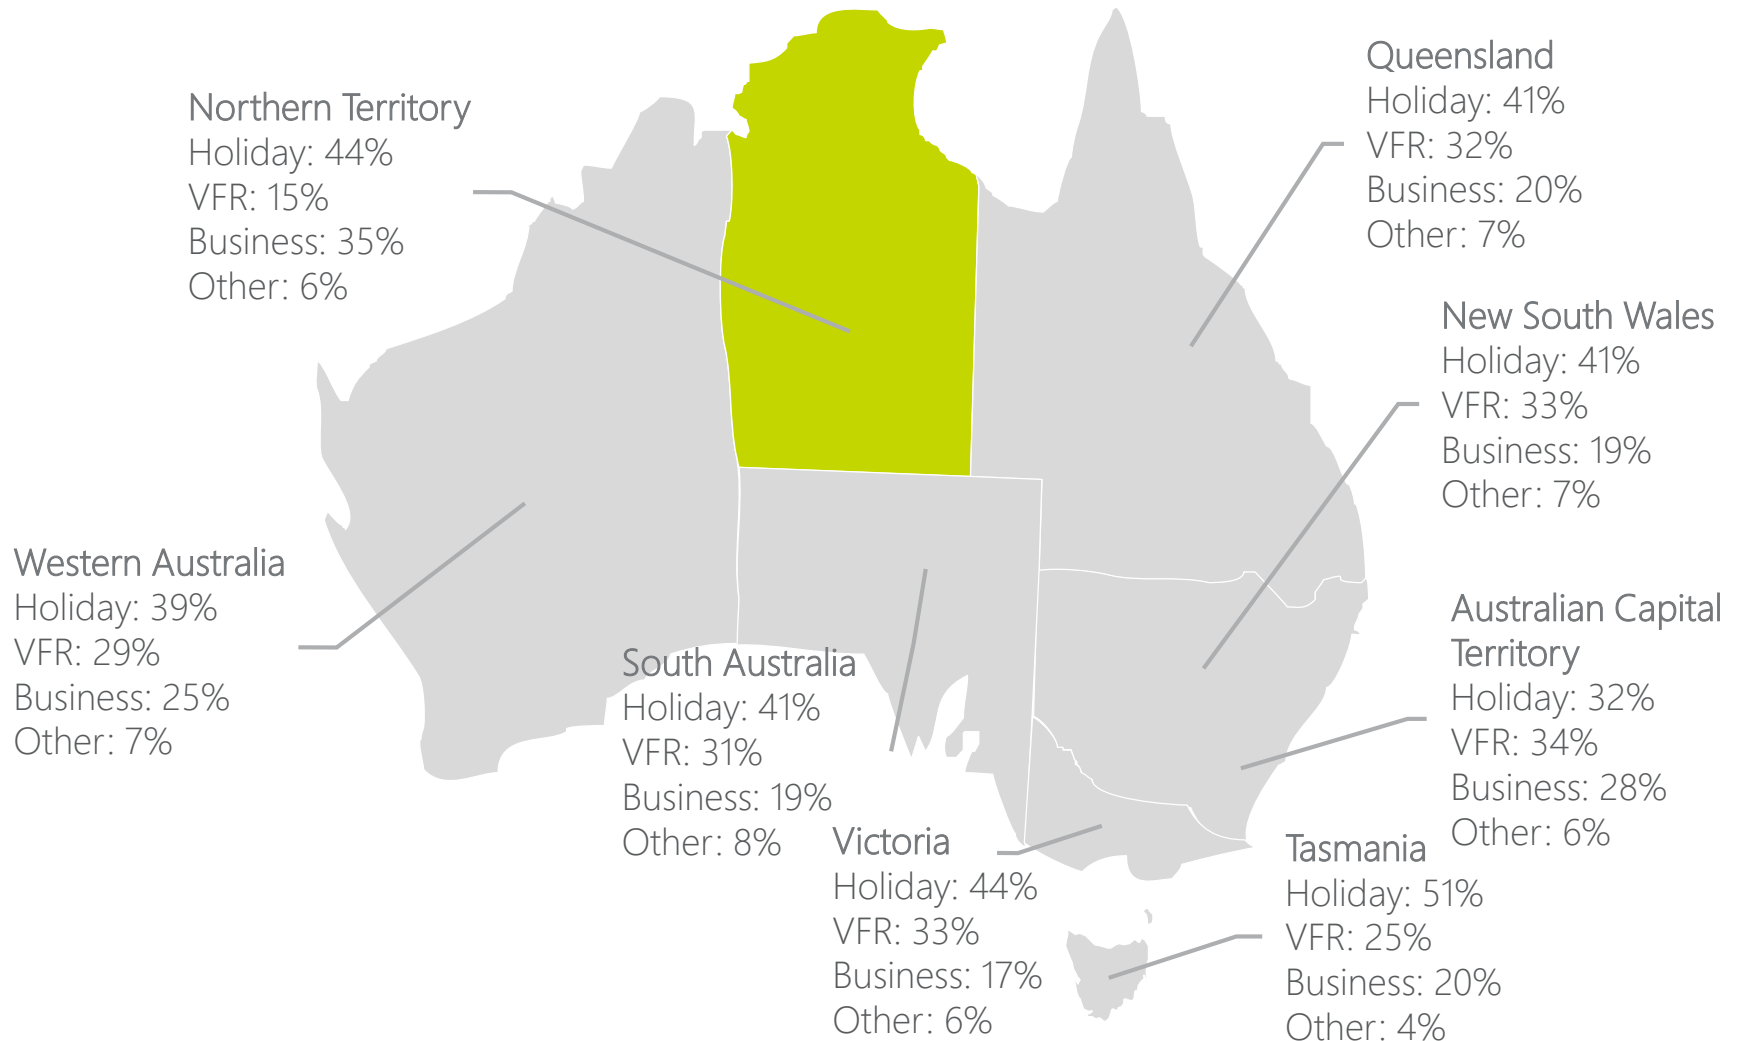 Northern Territory
Holiday: 44%
VFR: 15%
Business: 35%
Other: 6%
Queensland
Holiday: 41%
VFR: 32%
Business: 20%
Other: 7%
New South Wales
Holiday: 41%
VFR: 33%
Business: 19%
Other: 7%
Western Australia
Holiday: 39%
VFR: 29%
Business: 25%
Other: 7%
South Australia
Holiday: 41%
VFR: 31%
Business: 19%
Other: 8%
Australian Capital
Territory
Holiday: 32%
VFR: 34%
Business: 28%
Other: 6%
Victoria
Holiday: 44%
VFR: 33%
Business: 17%
Other: 6%
Tasmania
Holiday: 51%
VFR: 25%
Business: 20%
Other: 4%